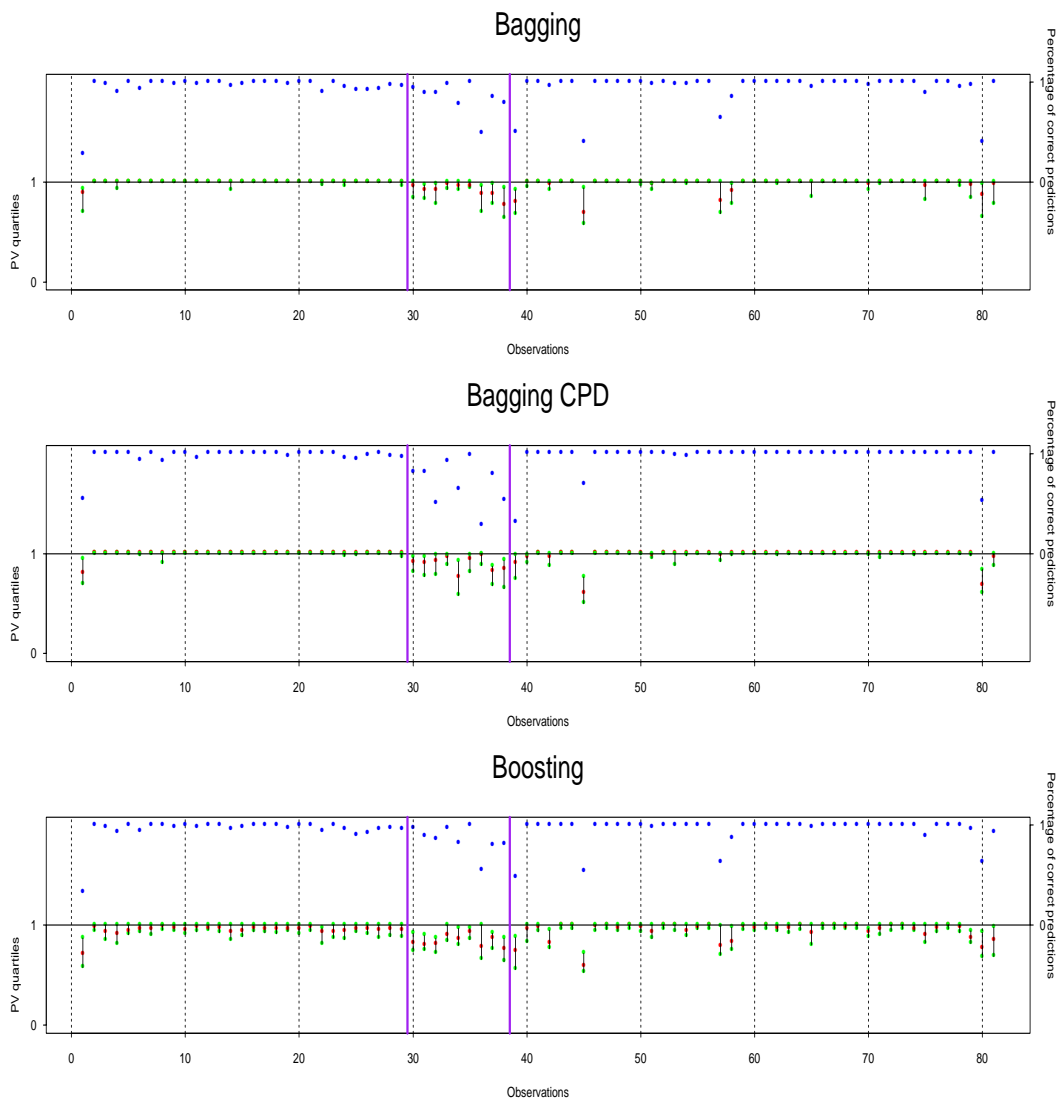 Bagging
PV quartiles
0
1
Percentage of correct predictions
0
1
0 10 20 30 40 50 60 70 80
Observations
Bagging CPD
PV quartiles
0
1
Percentage of correct predictions
0
1
0 10 20 30 40 50 60 70 80
Observations
Boosting
PV quartiles
0
1
Percentage of correct predictions
0
1
0 10 20 30 40 50 60 70 80
Observations